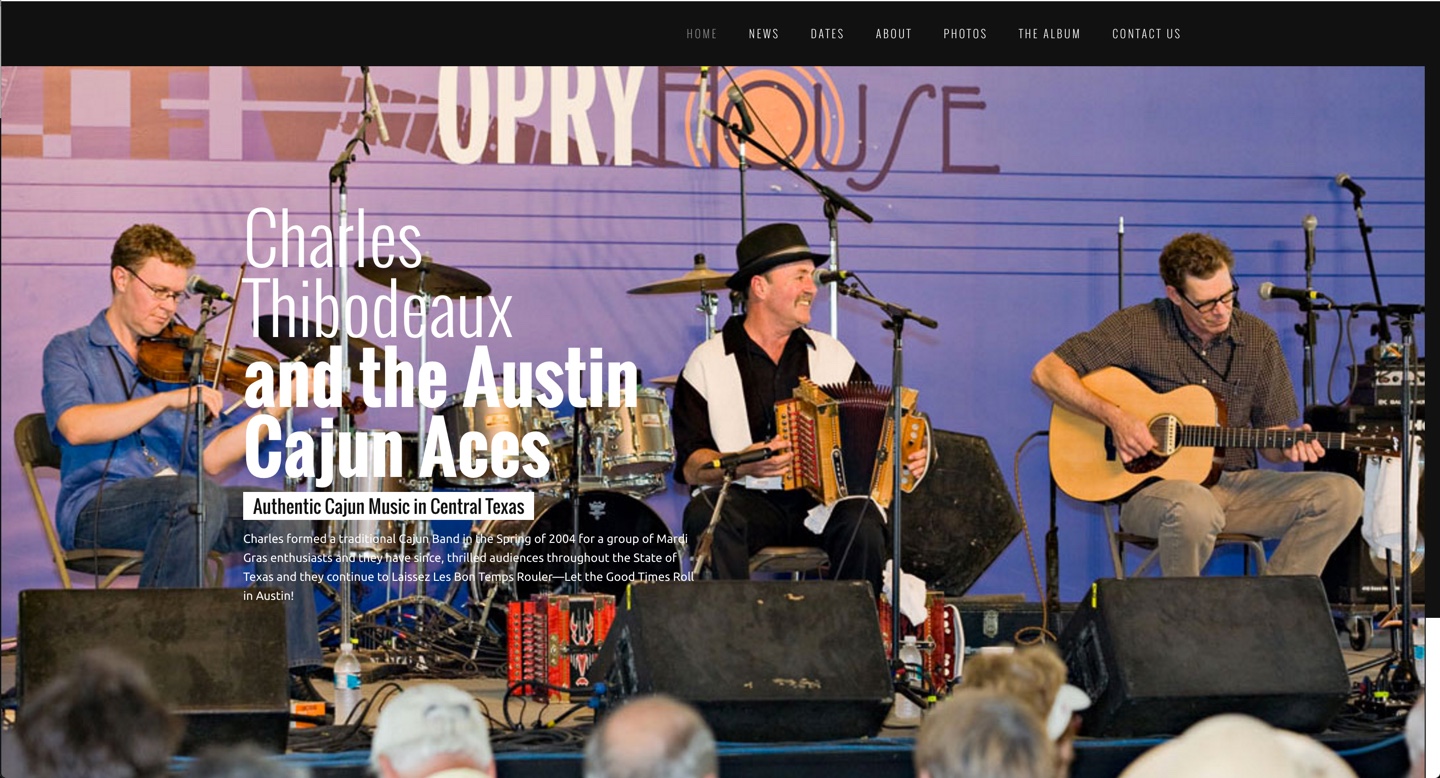 HOME NEWS DATES ABOUT PHOTOS THE ALBUM CONTACT US
OPRY HOUSE
Charles
Thibodeaux
and the Austin
Cajun Aces
Authentic Cajun Music in Central Texas
Charles formed a traditional Cajun Band in the Spring of 2004 for a group of Mardi
Gras enthusiasts and they have since, thrilled audiences throughout the State of
Texas and they continue to Laissez Les Bon Temps Rouler—Let the Good Times Roll
in Austin!